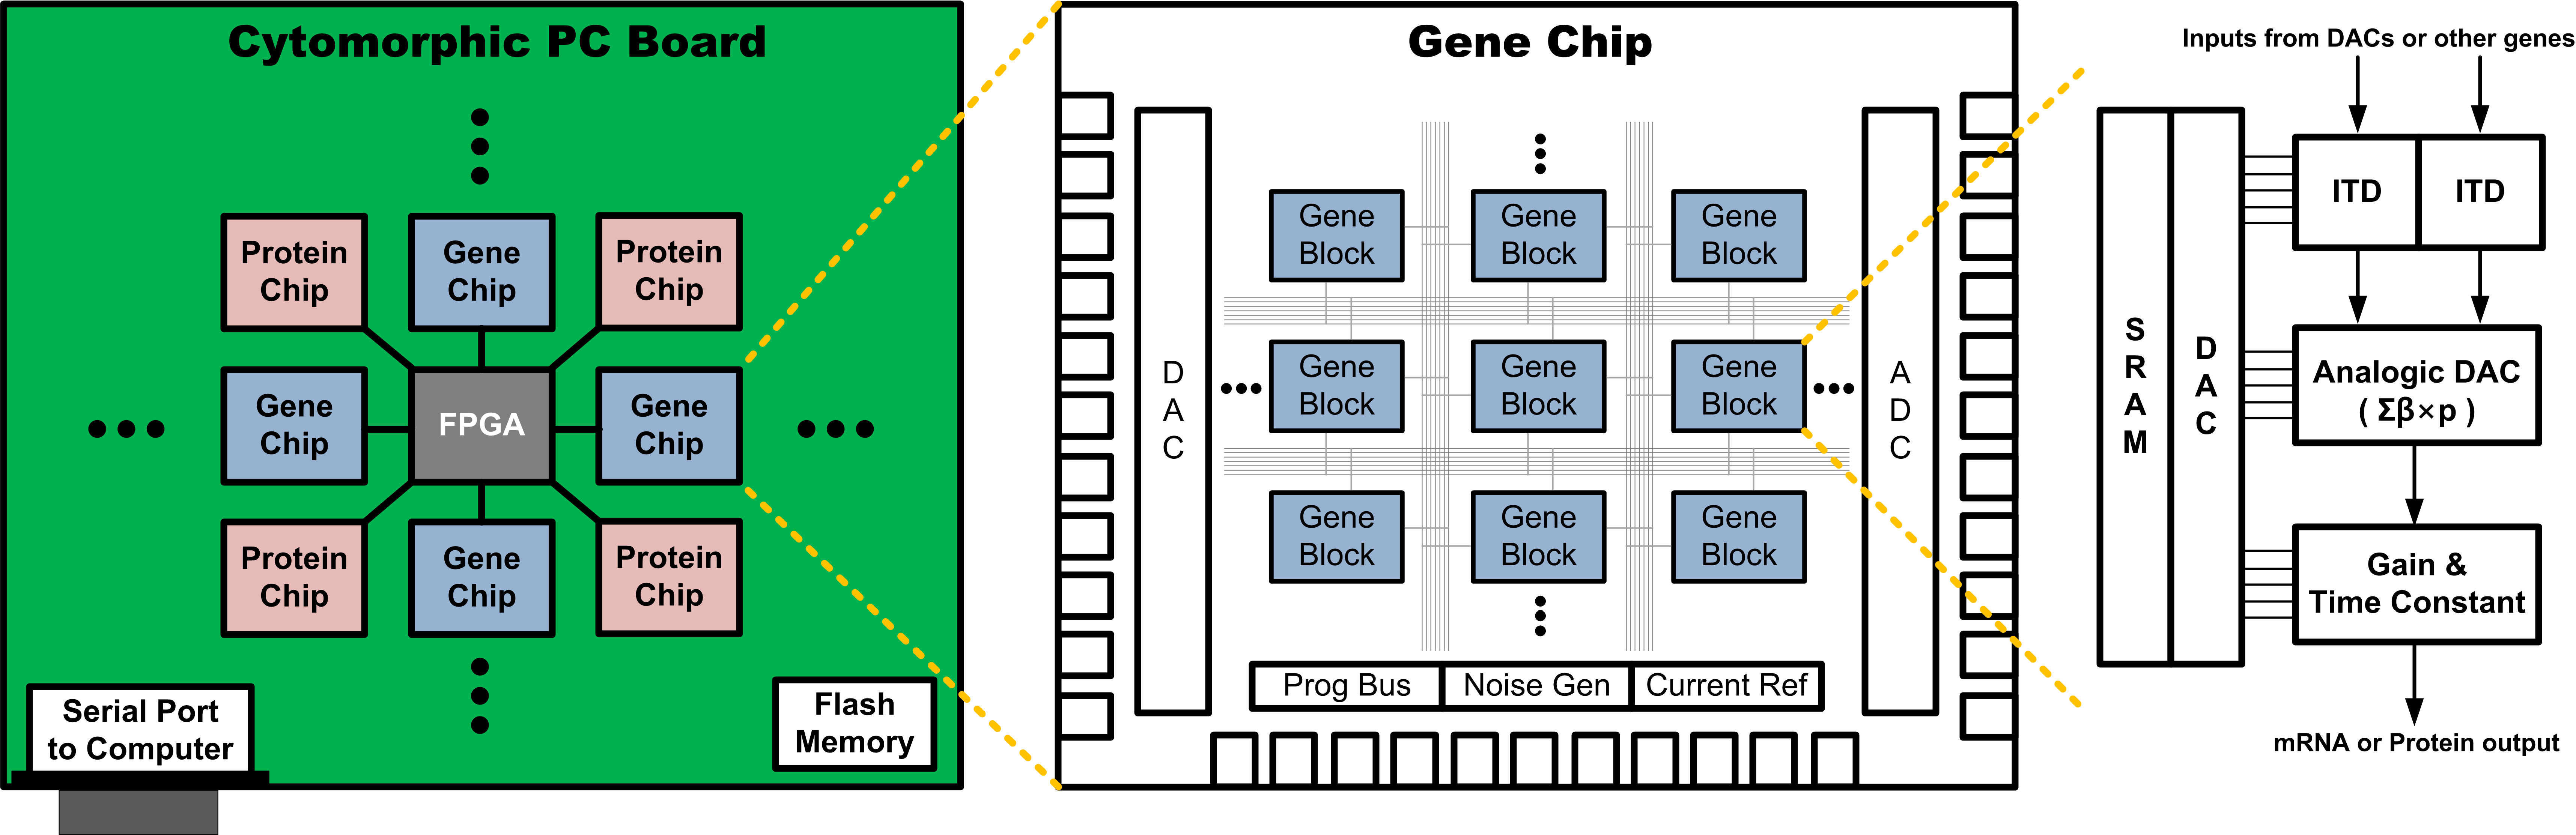 Cytomorphic PC Board
Protein
Chip
Gene
Chip
Protein
Chip
Gene
Chip
FPGA
Gene
Chip
Protein
Chip
Gene
Chip
Protein
Chip
Serial Port
to Computer
Flash
Memory
Gene Chip
D
A
C
Gene
Block
Gene
Block
Gene
Block
Gene
Block
Gene
Block
Gene
Block
Gene
Block
Gene
Block
Gene
Block
A
D
C
Prog Bus
Noise Gen
Current Ref
Inputs from DACs or other genes
S
R
A
M
D
A
C
ITD
ITD
Analogic DAC
( Σβ×p )
Gain &
Time Constant
mRNA or Protein output